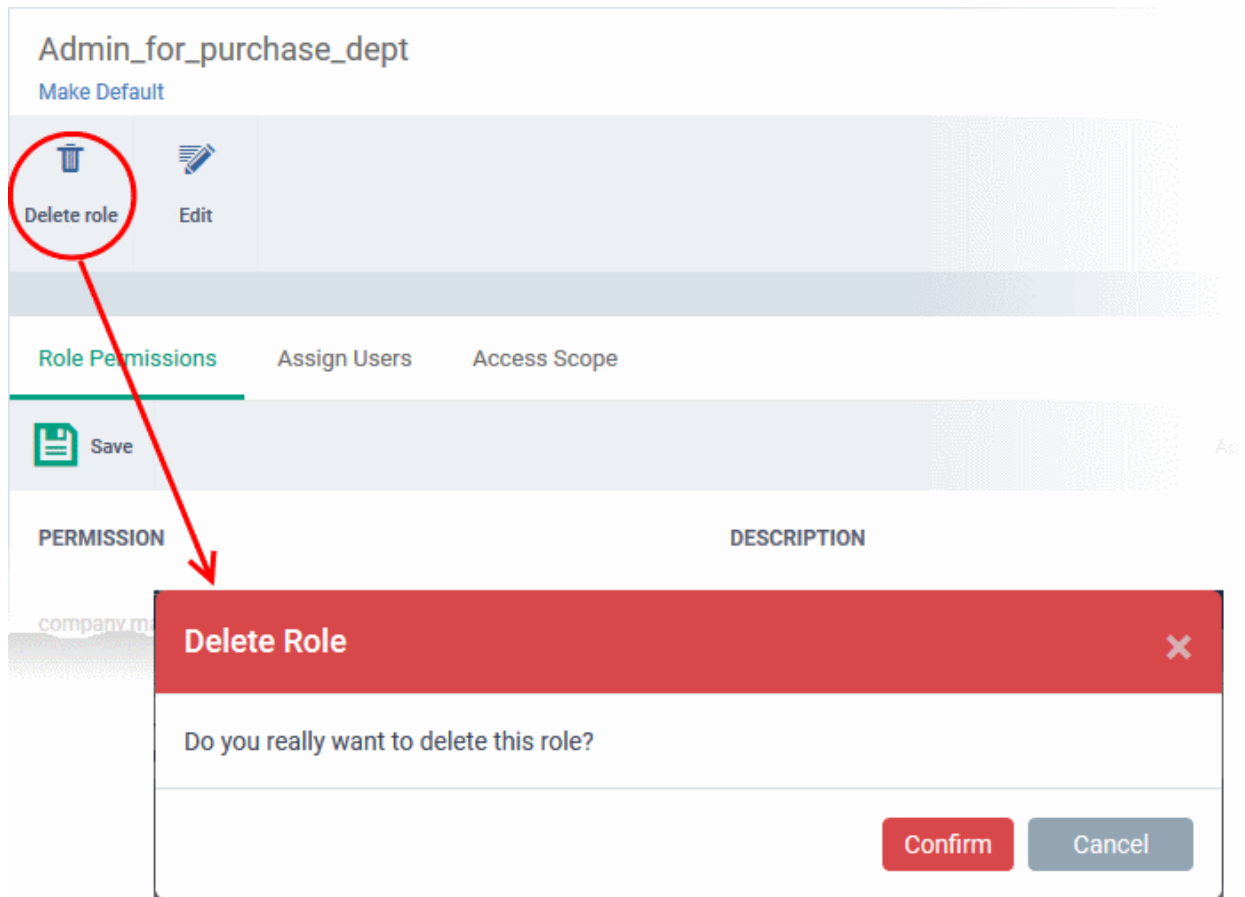 Admin_for_purchase_dept
Make Default
Delete role Edit
Role Permissions Assign Users Access Scope
Save
PERMISSION DESCRIPTION
Delete Role
Do you really want to delete this role?
Confirm Cancel